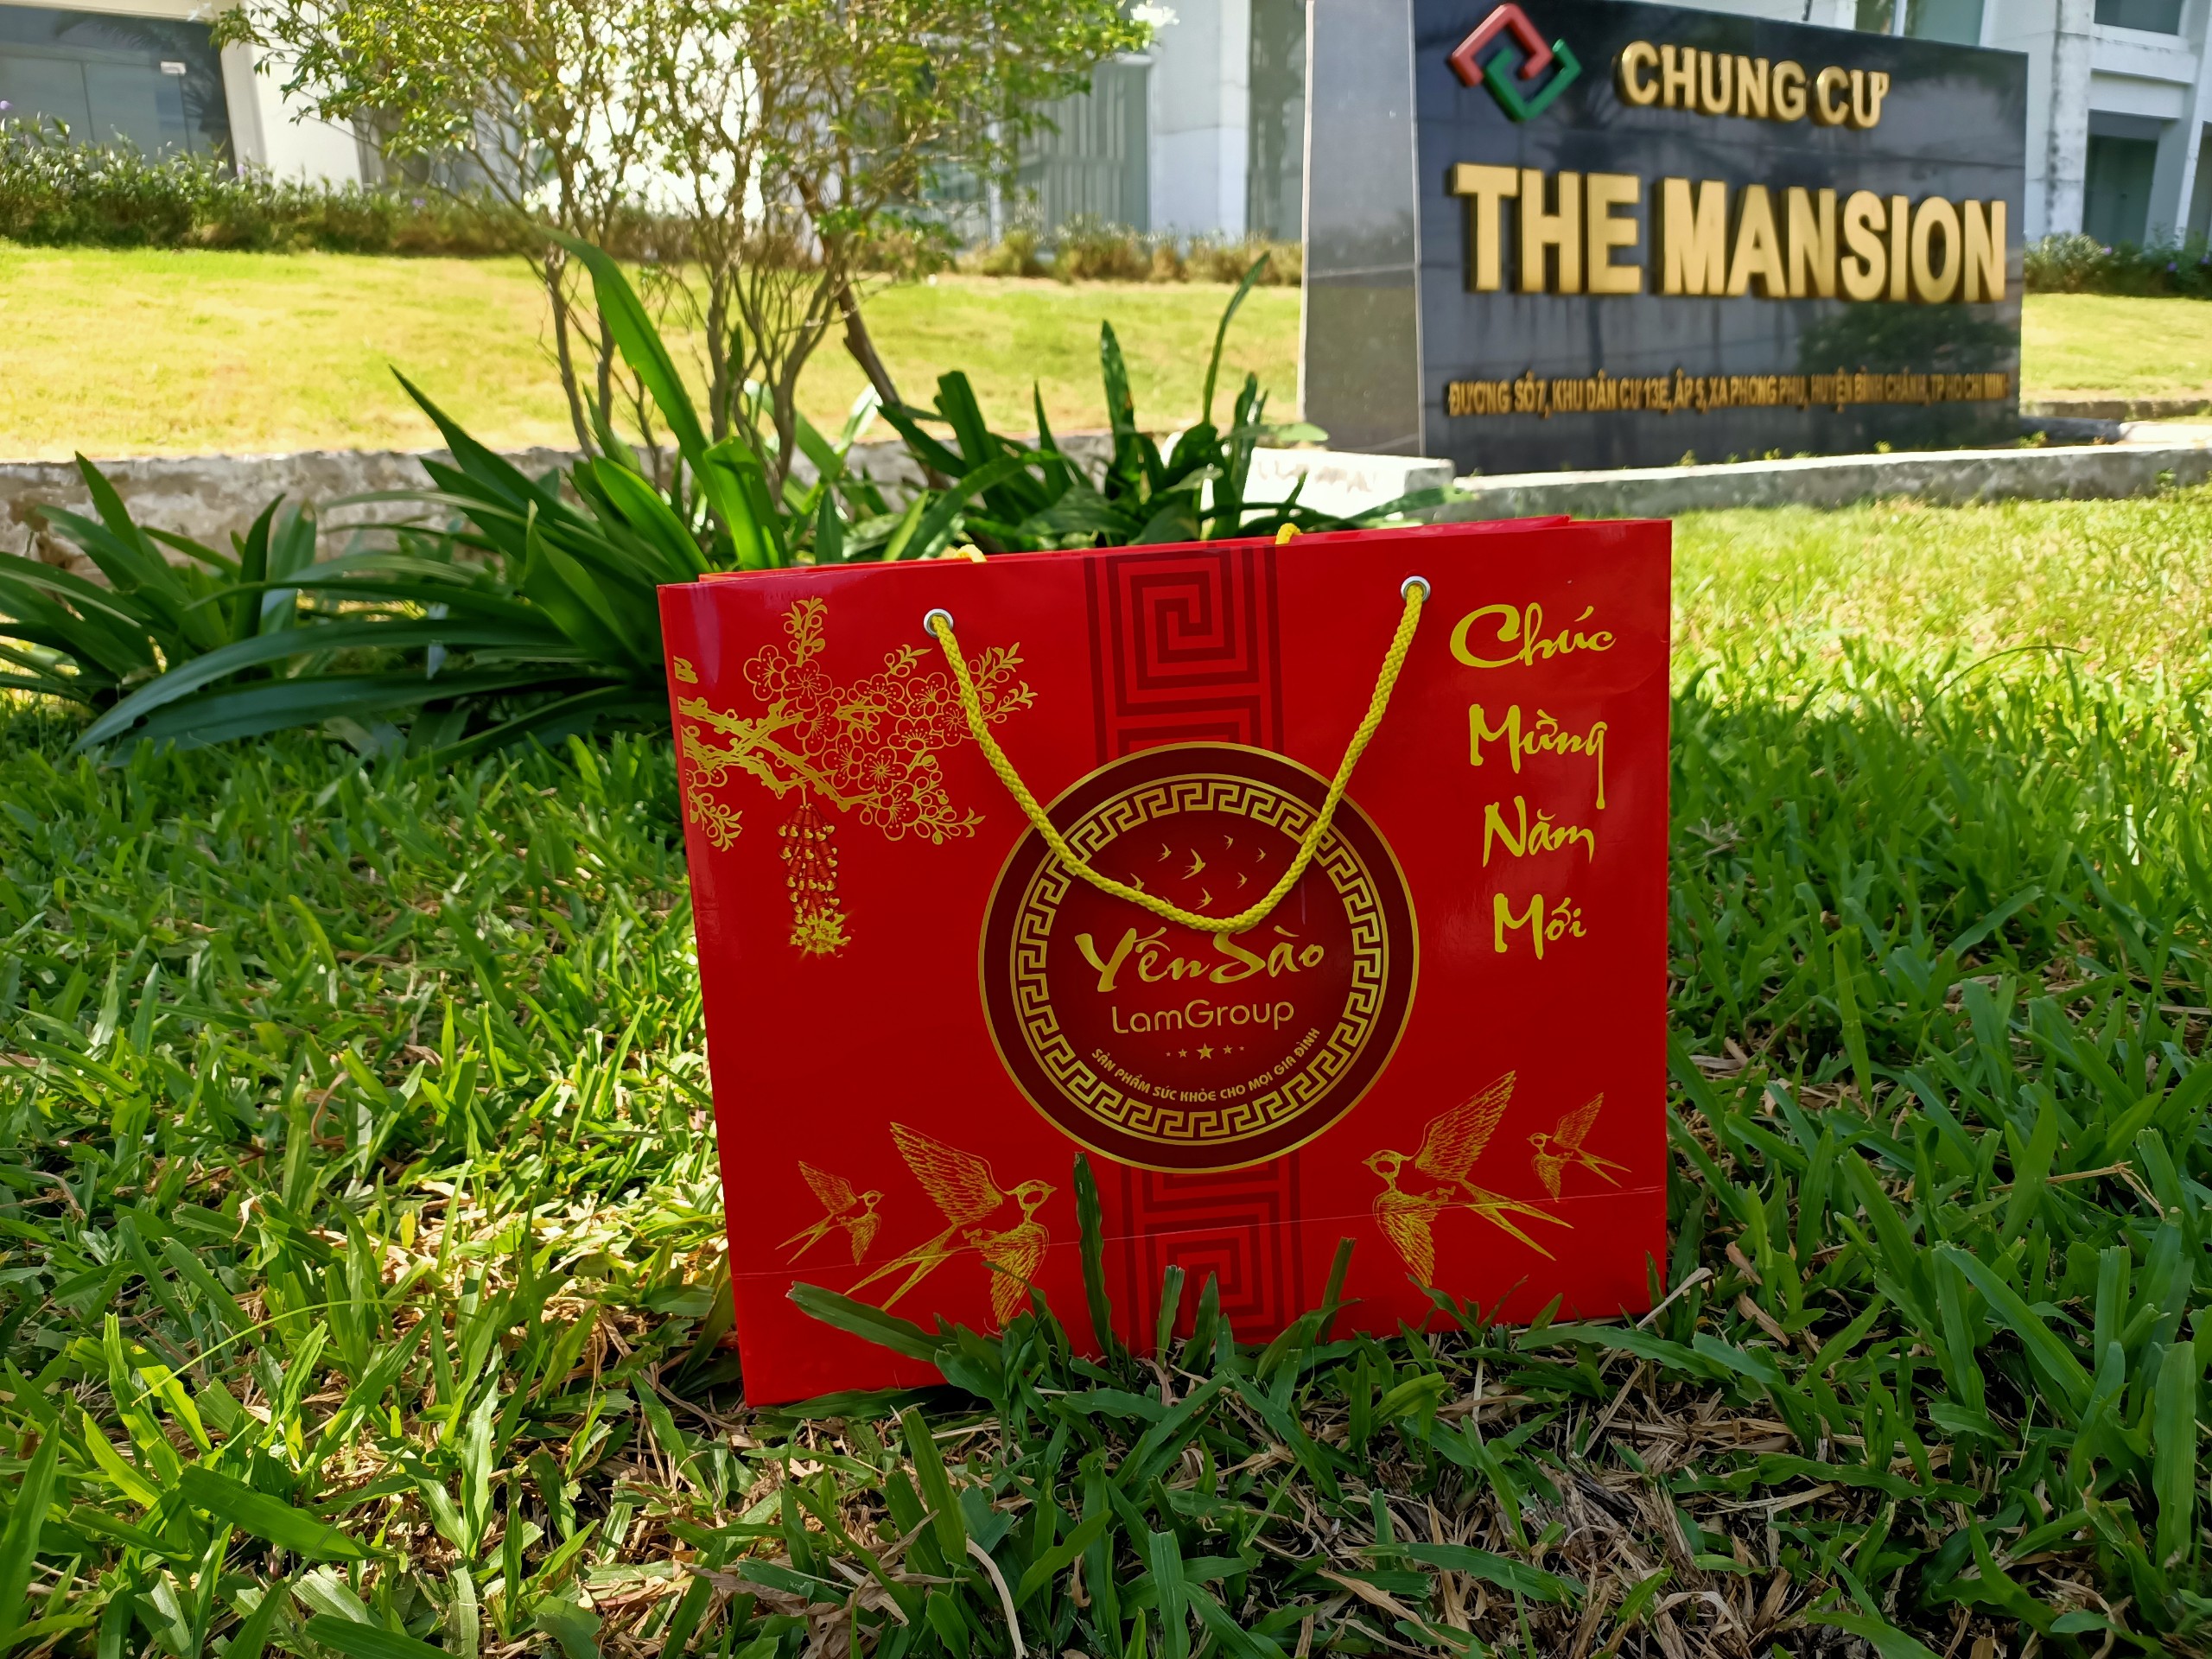 CHUNG CƯ
THE MANSION
ĐƯỜNG SỐ 7, KHU DÂN CƯ 13E, ẤP 5, XÃ PHONG PHÚ, HUYỆN BÌNH CHÁNH, TP HỒ CHÍ MINH
Chúc
Mừng
Năm
Mới
Yến Sào
LamGroup
SẢN PHẨM SỨC KHỎE CHO MỌI GIA ĐÌNH